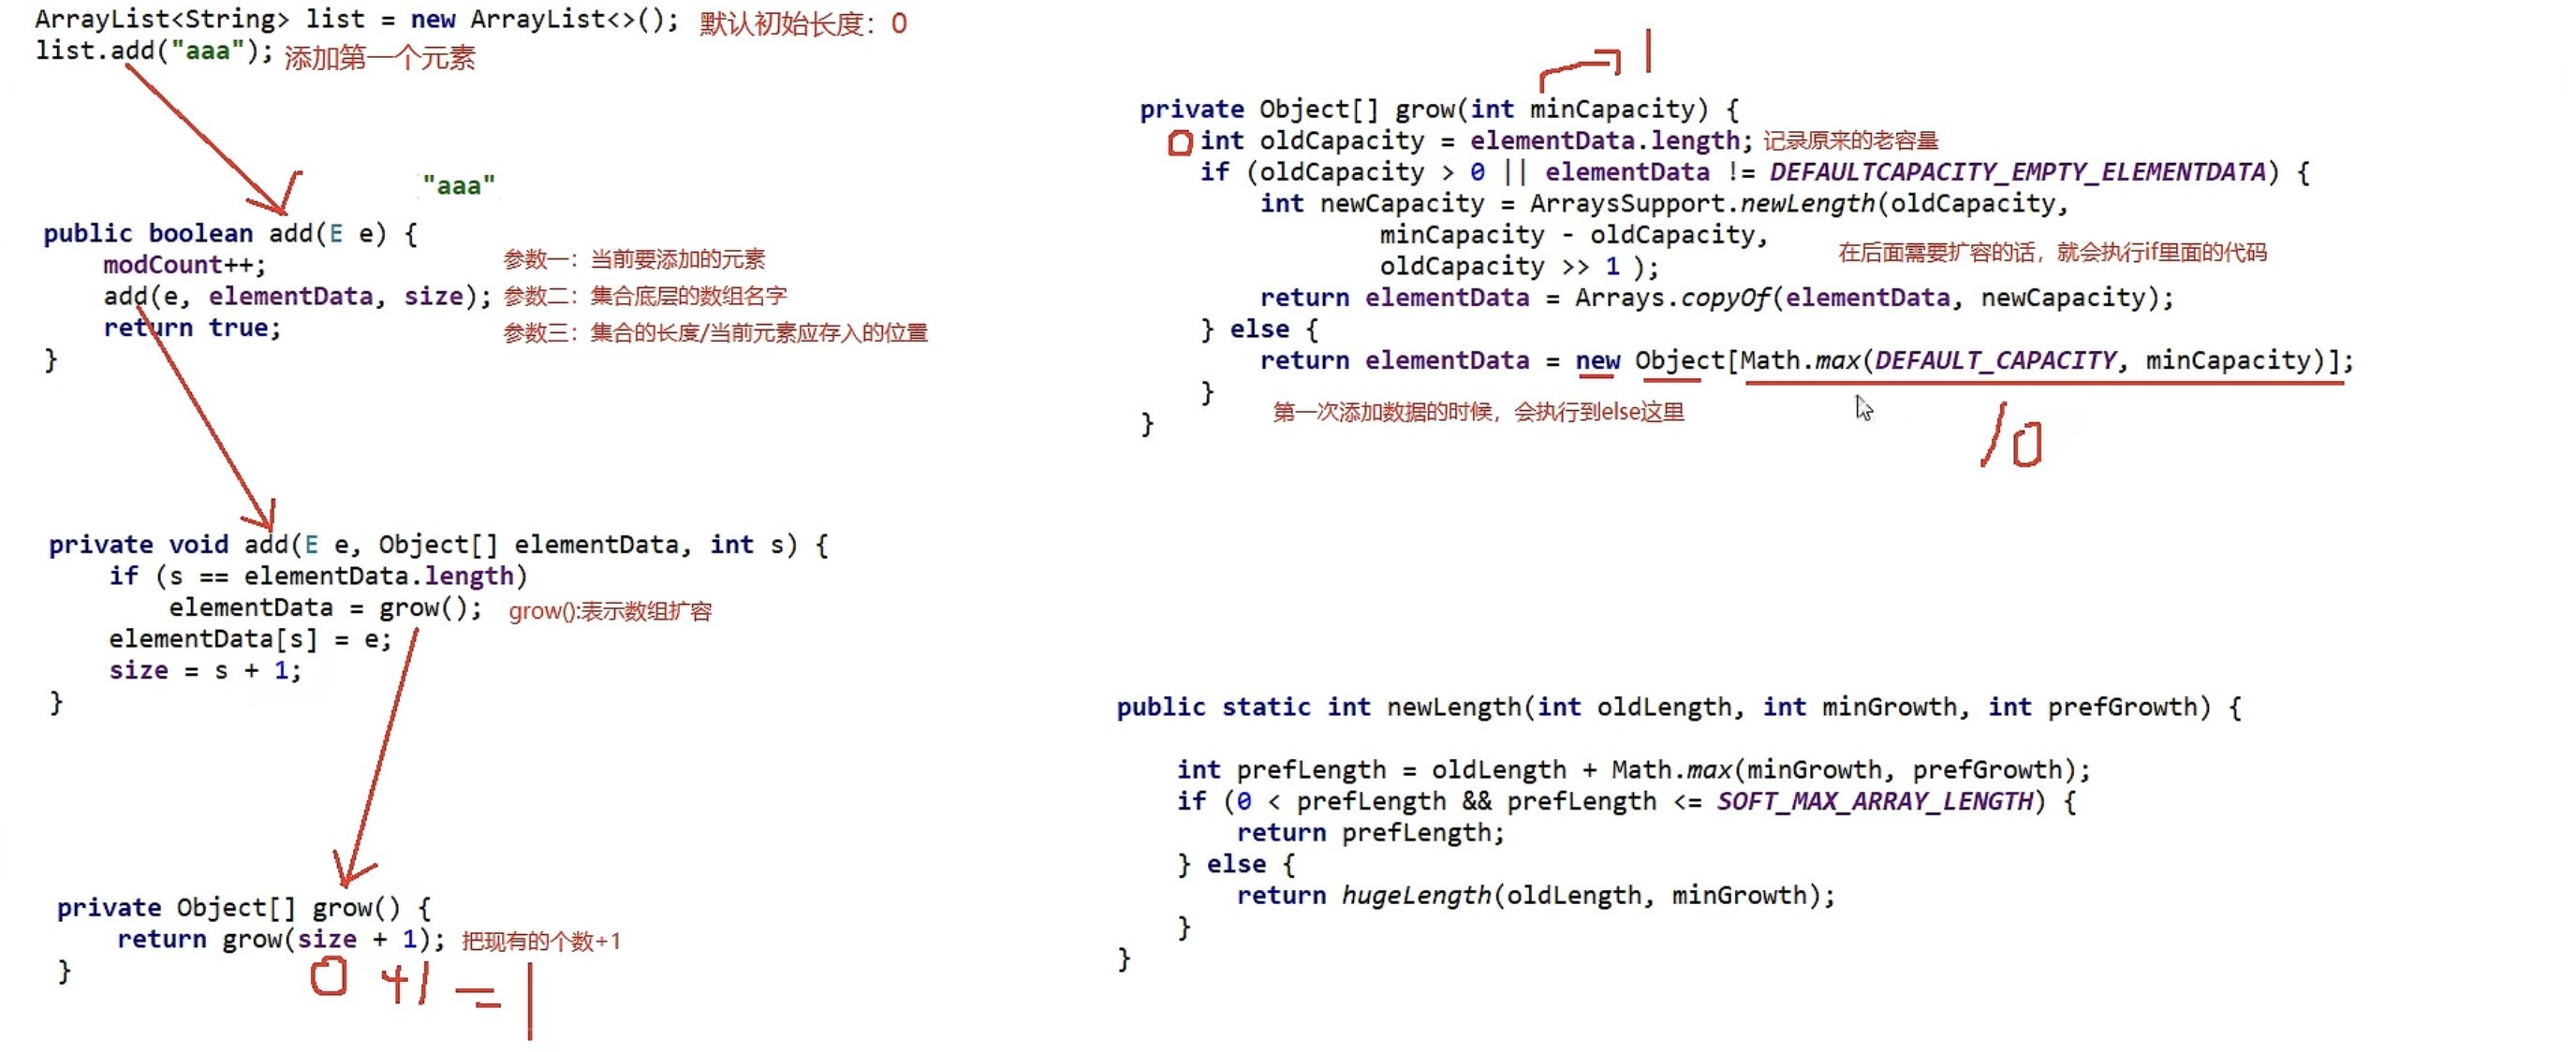 ArrayList<String> list = new ArrayList<>(); 默认初始长度：0
list.add("aaa"); 添加第一个元素
"aaa"
public boolean add(E e) {
modCount++;
参数一：当前要添加的元素
add(e, elementData, size); 参数二：集合底层的数组名字
return true;
参数三：集合的长度/当前元素应存入的位置
}
private void add(E e, Object[] elementData, int s) {
if (s == elementData.length)
elementData = grow(); grow():表示数组扩容
elementData[s] = e;
size = s + 1;
}
private Object[] grow() {
return grow(size + 1); 把现有的个数+1
}
0 +1 = 1
1
private Object[] grow(int minCapacity) {
0 int oldCapacity = elementData.length; 记录原来的老容量
if (oldCapacity > 0 || elementData != DEFAULTCAPACITY_EMPTY_ELEMENTDATA) {
int newCapacity = ArraysSupport.newLength(oldCapacity,
minCapacity - oldCapacity,
在后面需要扩容的话，就会执行if里面的代码
oldCapacity >> 1 );
return elementData = Arrays.copyOf(elementData, newCapacity);
} else {
return elementData = new Object[Math.max(DEFAULT_CAPACITY, minCapacity)];
}
第一次添加数据的时候，会执行到else这里
}
10
public static int newLength(int oldLength, int minGrowth, int prefGrowth) {
int prefLength = oldLength + Math.max(minGrowth, prefGrowth);
if (0 < prefLength && prefLength <= SOFT_MAX_ARRAY_LENGTH) {
return prefLength;
} else {
return hugeLength(oldLength, minGrowth);
}
}